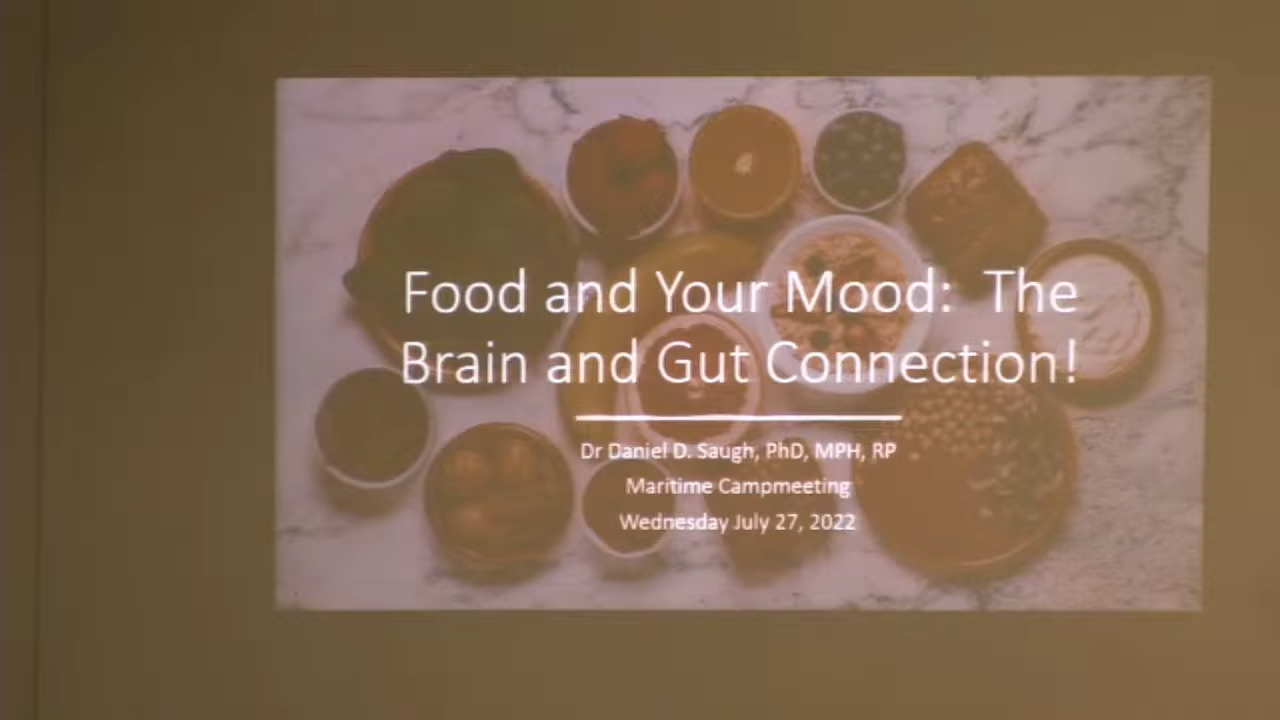 Food and Your Mood:  The
Brain and Gut Connection!
Dr Daniel D. Saugh, PhD, MPH, RP
Maritime Campmeeting
Wednesday July 27, 2022